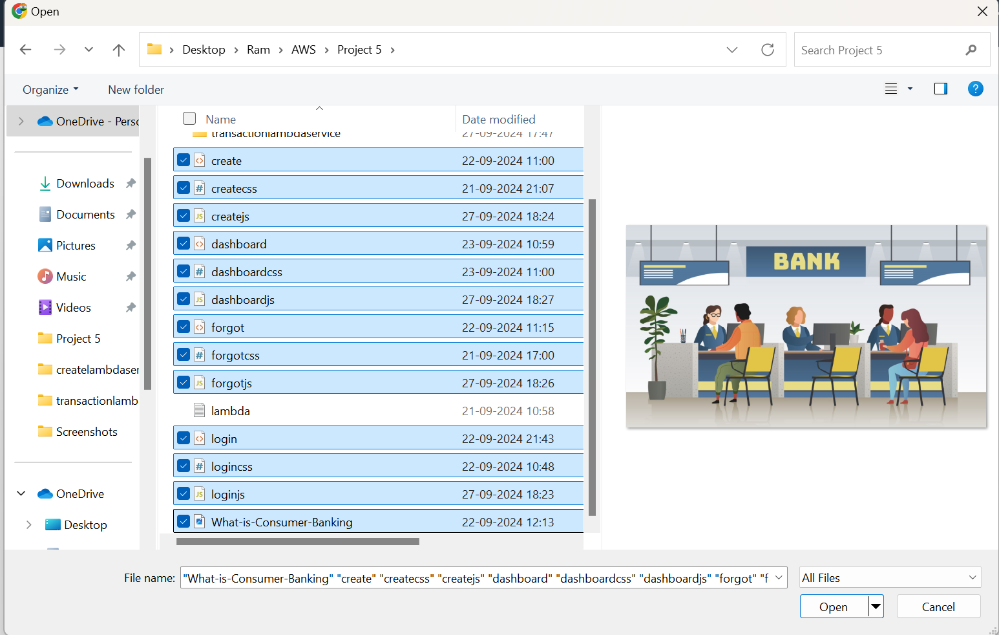 Open
Desktop > Ram > AWS > Project 5 >
Search Project 5
Organize
New folder
OneDrive - Perso
Downloads
Documents
Pictures
Music
Videos
Project 5
createlambdaser
transactionlamb
Screenshots
OneDrive
Desktop
Name Date modified
transactionlambdaservice 27-09-2024 17:47
create 22-09-2024 11:00
createcss 21-09-2024 21:07
createjs 27-09-2024 18:24
dashboard 23-09-2024 10:59
dashboardcss 23-09-2024 11:00
dashboardjs 27-09-2024 18:27
forgot 22-09-2024 11:15
forgotcss 21-09-2024 17:00
forgotjs 27-09-2024 18:26
lambda 21-09-2024 10:58
login 22-09-2024 21:43
logincss 22-09-2024 10:48
loginjs 27-09-2024 18:23
What-is-Consumer-Banking 22-09-2024 12:13
BANK
File name: "What-is-Consumer-Banking" "create" "createcss" "createjs" "dashboard" "dashboardcss" "dashboardjs" "forgot" "f
All Files
Open
Cancel